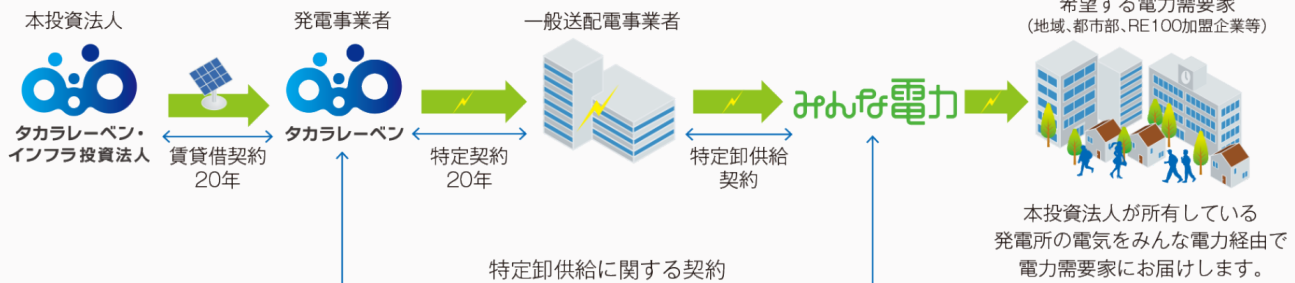 本投資法人
発電事業者
一般送配電事業者
希望する電力需要家
（地域、都市部、RE100加盟企業等）
タカラレーベン・
インフラ投資法人
タカラレーベン
みんな電力
賃貸借契約
20年
特定契約
20年
特定卸供給
契約
本投資法人が所有している
発電所の電気をみんな電力経由で
電力需要家にお届けします。
特定卸供給に関する契約